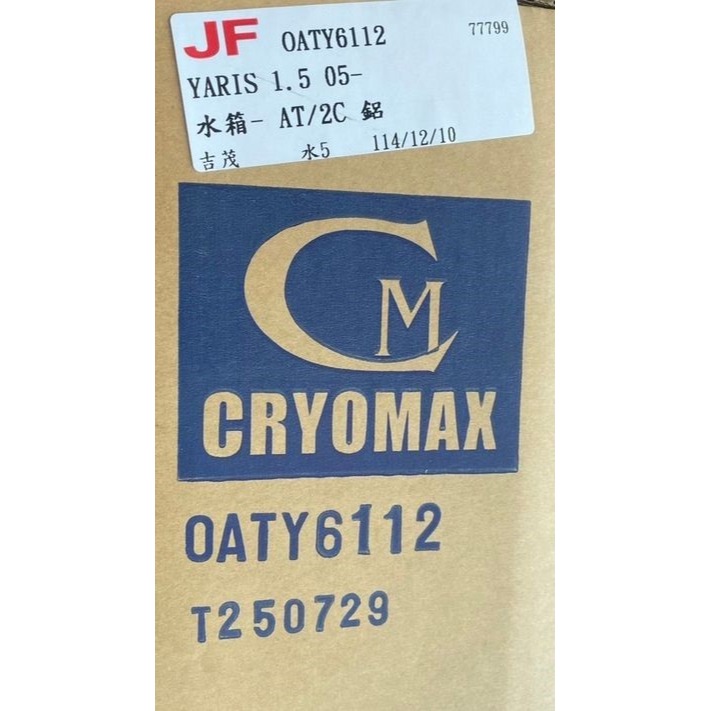 JF OATY6112 77799
YARIS 1.5 05-
水箱- AT/2C 鋁
吉茂 水5 114/12/10
CM
CRYOMAX
OATY6112
T250729